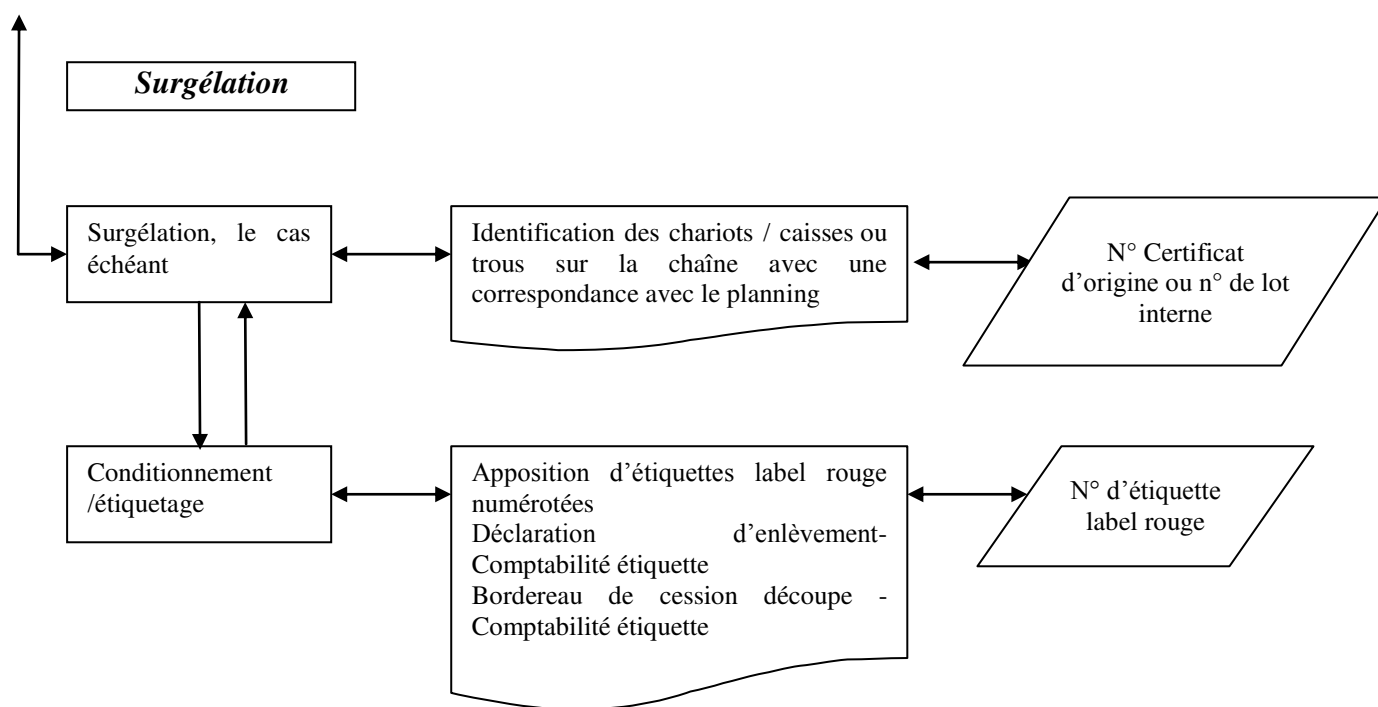 Surgélation
Surgélation, le cas
échéant
Identification des chariots / caisses ou
trous sur la chaîne avec une
correspondance avec le planning
N° Certificat
d'origine ou n° de lot
interne
Conditionnement
/étiquetage
Apposition d'étiquettes label rouge
numérotées
Déclaration d'enlèvement-
Comptabilité étiquette
Bordereau de cession découpe -
Comptabilité étiquette
N° d'étiquette
label rouge